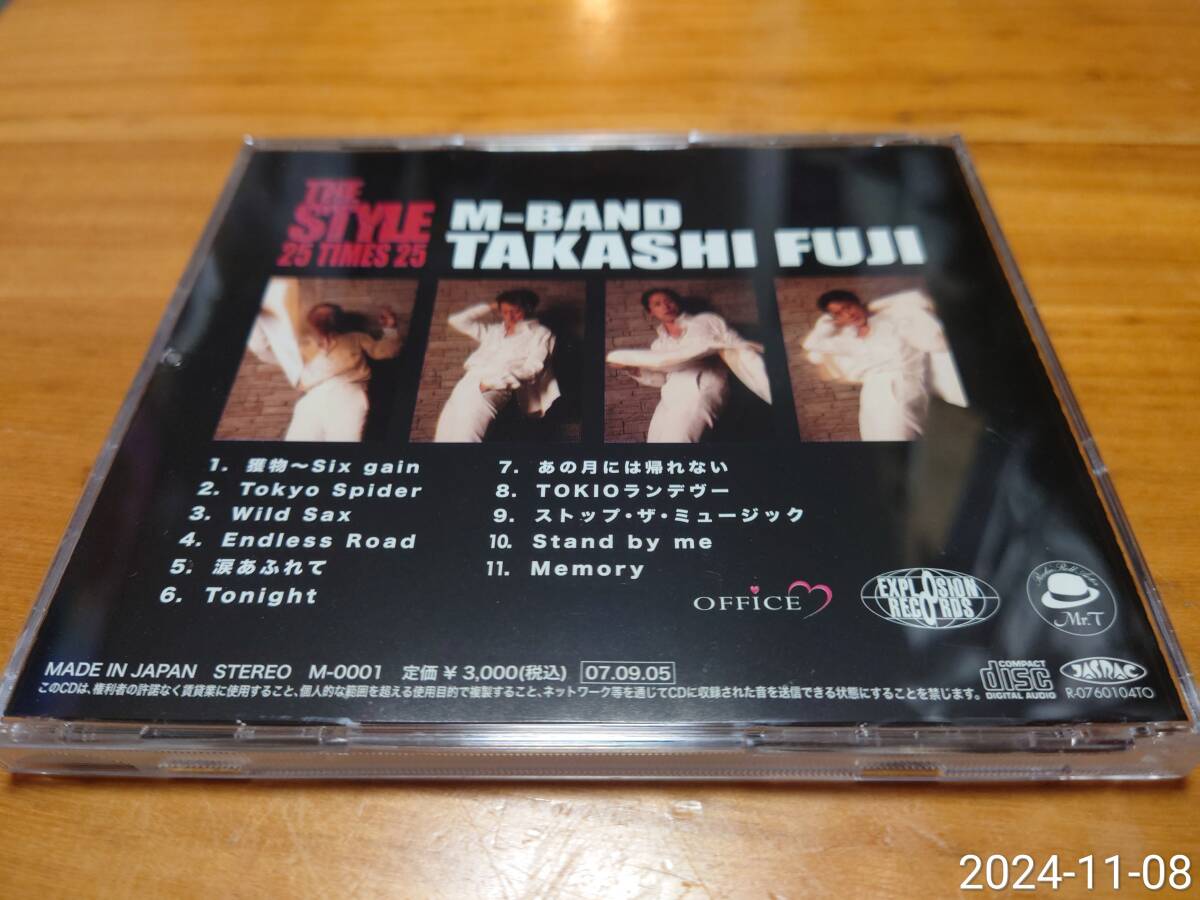 THE
STYLE
25 TIMES 25
M-BAND
TAKASHI FUJI
1. 獲物〜Six gain
2. Tokyo Spider
3. Wild Sax
4. Endless Road
5. 涙あふれて
6. Tonight
7. あの月には帰れない
8. TOKIOランデヴー
9. ストップ・ザ・ミュージック
10. Stand by me
11. Memory
OFFICE
EXPLOSION
RECORDS
Mr.T
MADE IN JAPAN STEREO M-0001 定価 ¥ 3,000(税込) 07.09.05
このCDは、権利者の許諾なく賃貸業に使用すること、個人的な範囲を超える使用目的で複製すること、ネットワーク等を通じてCDに収録された音を送信できる状態にすることを禁じます。
COMPACT
disc
DIGITAL AUDIO
JASRAC
R-0760104TO
2024-11-08